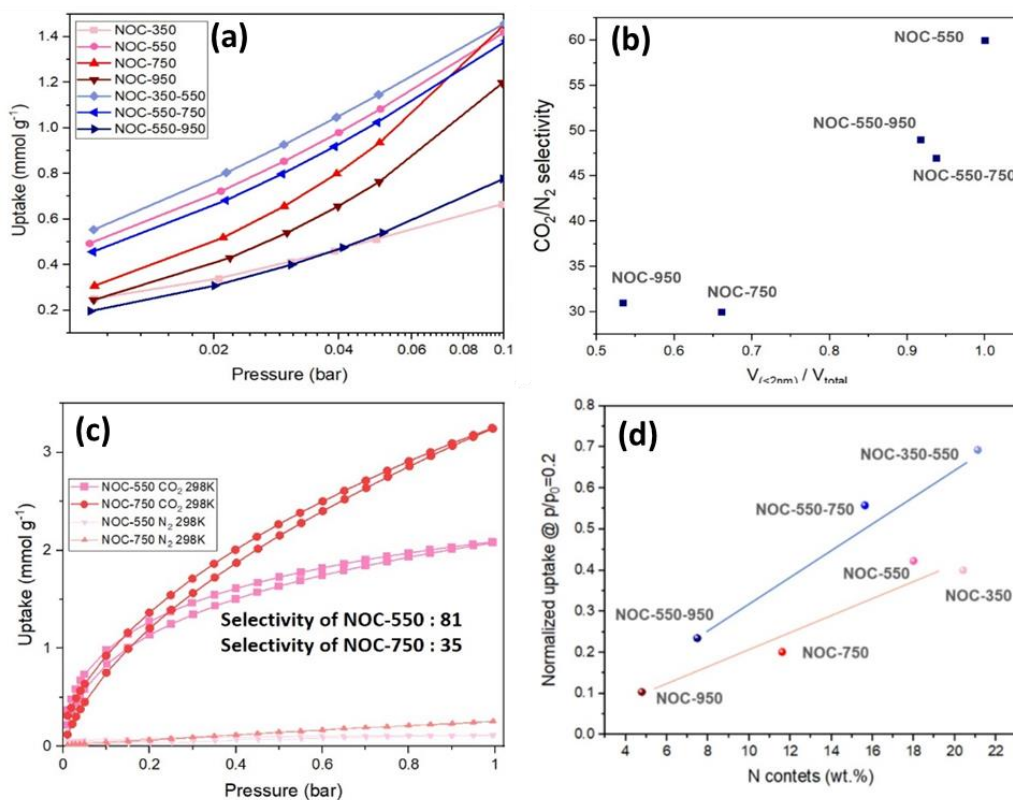 (a)
NOC-350
NOC-550
NOC-750
NOC-950
NOC-350-550
NOC-550-750
NOC-550-950
1.4
1.2
1.0
0.8
0.6
0.4
0.2
Uptake (mmol g⁻¹)
0.02 0.04 0.06 0.08 0.1
Pressure (bar)
(b)
60
55
50
45
40
35
30
CO₂/N₂ selectivity
NOC-550
NOC-550-950
NOC-550-750
NOC-950
NOC-750
0.5 0.6 0.7 0.8 0.9 1.0
V(≤2nm) / Vtotal
(c)
NOC-550 CO₂ 298K
NOC-750 CO₂ 298K
NOC-550 N₂ 298K
NOC-750 N₂ 298K
3
2
1
0
Uptake (mmol g⁻¹)
Selectivity of NOC-550 : 81
Selectivity of NOC-750 : 35
0 0.2 0.4 0.6 0.8 1
Pressure (bar)
(d)
0.8
0.7
0.6
0.5
0.4
0.3
0.2
0.1
0.0
Normalized uptake @ p/p₀=0.2
NOC-350-550
NOC-550-750
NOC-550
NOC-350
NOC-550-950
NOC-750
NOC-950
4 6 8 10 12 14 16 18 20 22
N contets (wt.%)